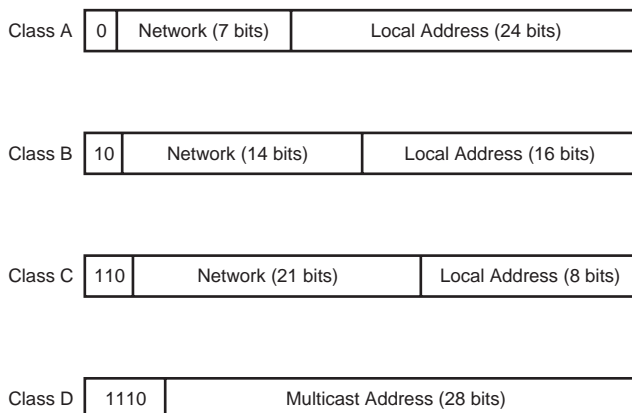 Class A 0 Network (7 bits) Local Address (24 bits)
Class B 10 Network (14 bits) Local Address (16 bits)
Class C 110 Network (21 bits) Local Address (8 bits)
Class D 1110 Multicast Address (28 bits)